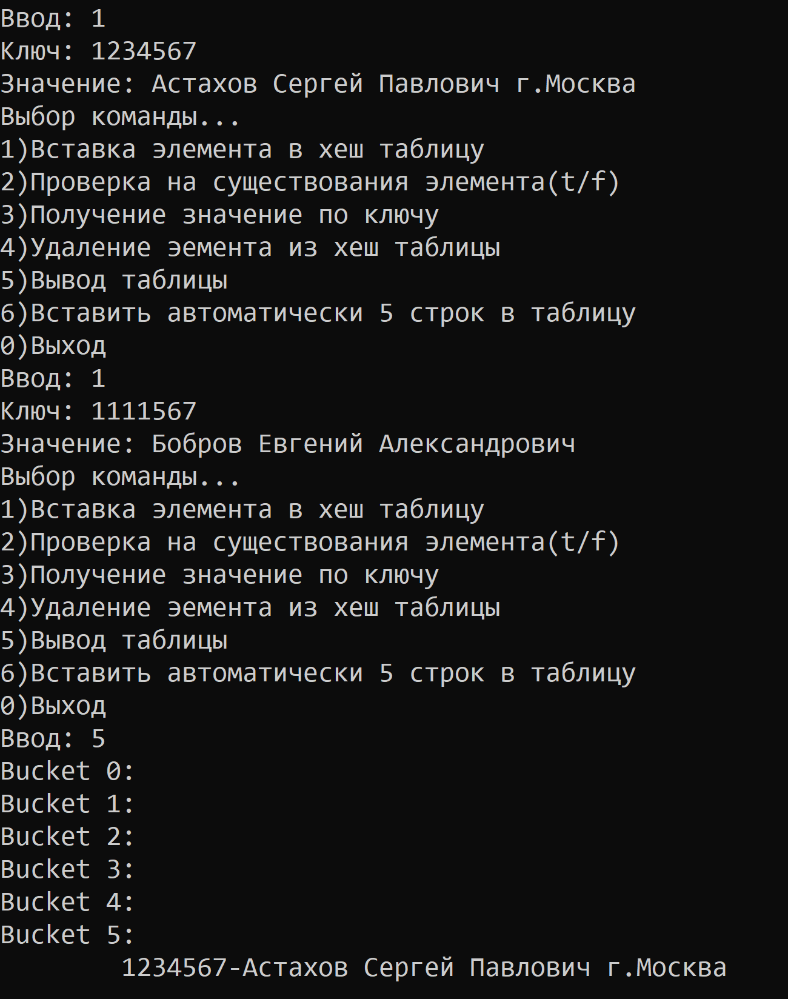 Ввод: 1
Ключ: 1234567
Значение: Астахов Сергей Павлович г.Москва
Выбор команды...
1)Вставка элемента в хеш таблицу
2)Проверка на существования элемента(t/f)
3)Получение значение по ключу
4)Удаление эемента из хеш таблицы
5)Вывод таблицы
6)Вставить автоматически 5 строк в таблицу
0)Выход
Ввод: 1
Ключ: 1111567
Значение: Бобров Евгений Александрович
Выбор команды...
1)Вставка элемента в хеш таблицу
2)Проверка на существования элемента(t/f)
3)Получение значение по ключу
4)Удаление эемента из хеш таблицы
5)Вывод таблицы
6)Вставить автоматически 5 строк в таблицу
0)Выход
Ввод: 5
Bucket 0:
Bucket 1:
Bucket 2:
Bucket 3:
Bucket 4:
Bucket 5:
1234567-Астахов Сергей Павлович г.Москва